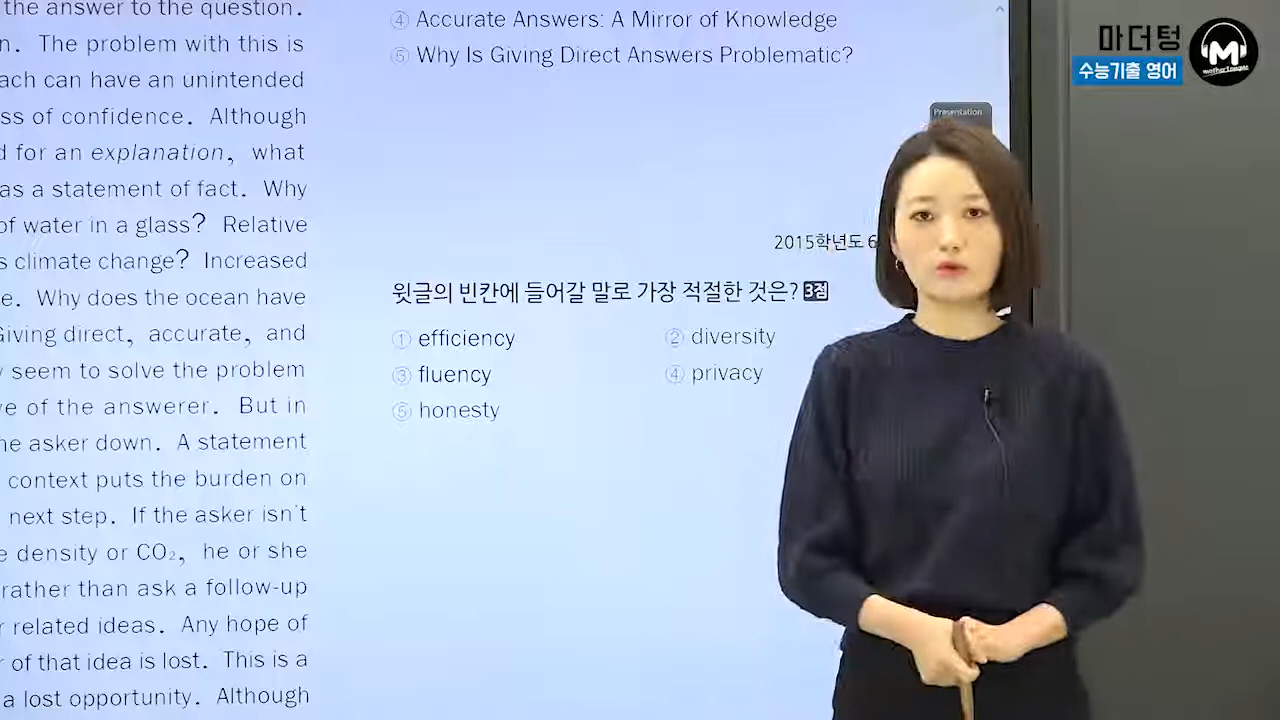 the answer to the question.
n. The problem with this is
ach can have an unintended
ss of confidence. Although
d for an explanation, what
as a statement of fact. Why
of water in a glass? Relative
s climate change? Increased
e. Why does the ocean have
Giving direct, accurate, and
y seem to solve the problem
ve of the answerer. But in
he asker down. A statement
context puts the burden on
next step. If the asker isn't
e density or CO₂, he or she
rather than ask a follow-up
r related ideas. Any hope of
r of that idea is lost. This is a
a lost opportunity. Although
④ Accurate Answers: A Mirror of Knowledge
⑤ Why Is Giving Direct Answers Problematic?
Presentation
2015학년도 6
윗글의 빈칸에 들어갈 말로 가장 적절한 것은? 3점
① efficiency
② diversity
③ fluency
④ privacy
⑤ honesty
마더텅
수능기출 영어
M
mother tongue